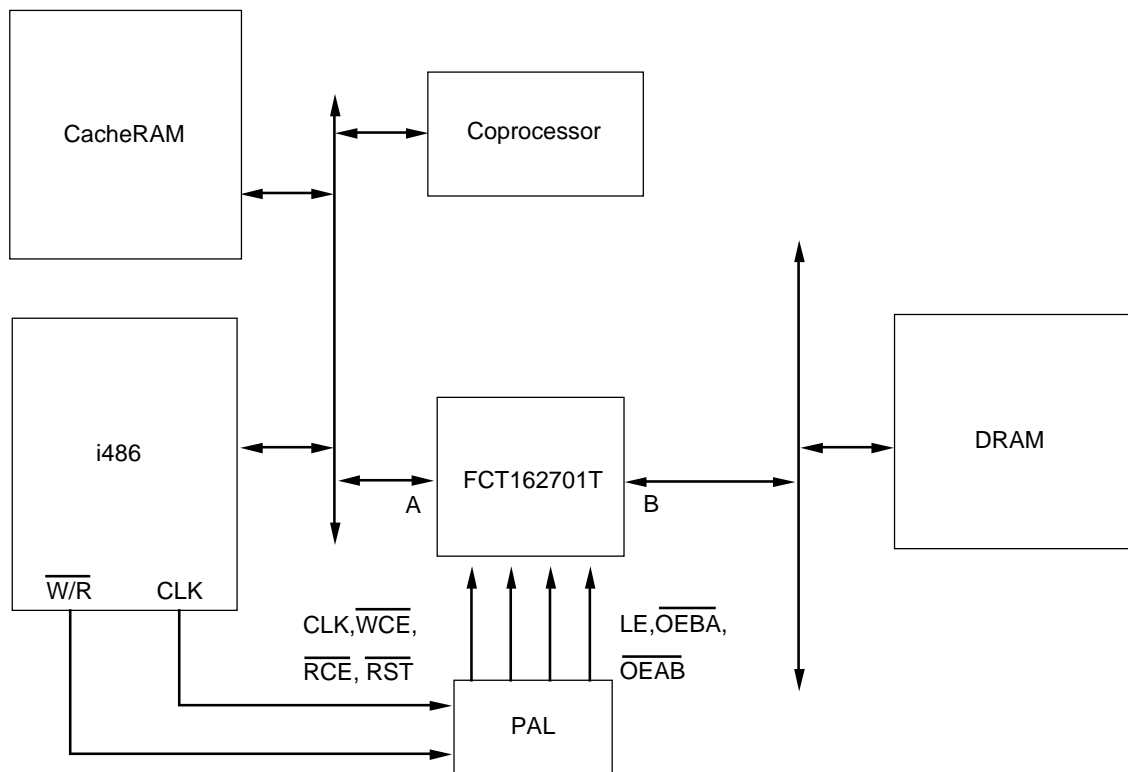 CacheRAM
Coprocessor
i486
FCT162701T
DRAM
A
B
W/R
CLK
CLK,WCE,
RCE, RST
LE,OEBA,
OEAB
PAL